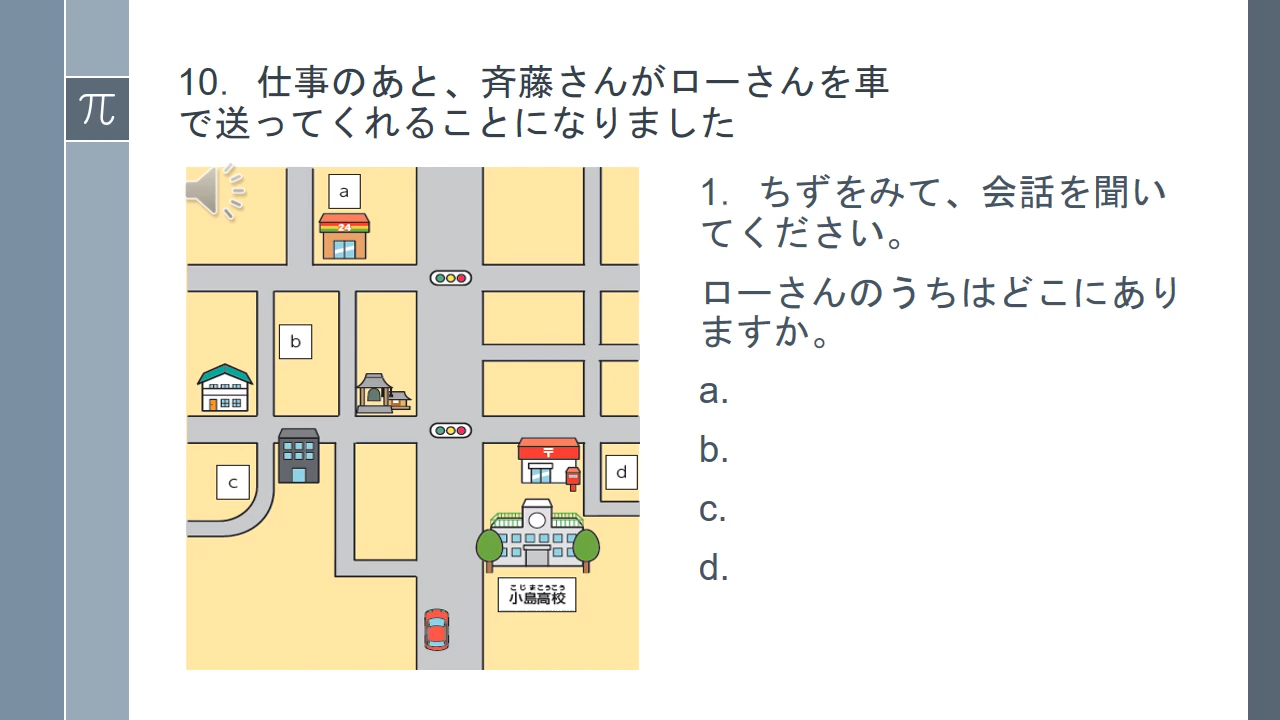 π
10. 仕事のあと、斉藤さんがローさんを車
で送ってくれることになりました
a
24
b
c
〒
d
こじまこうこう
小島高校
1. ちずをみて、会話を聞い
てください。
ローさんのうちはどこにあり
ますか。
a.
b.
c.
d.